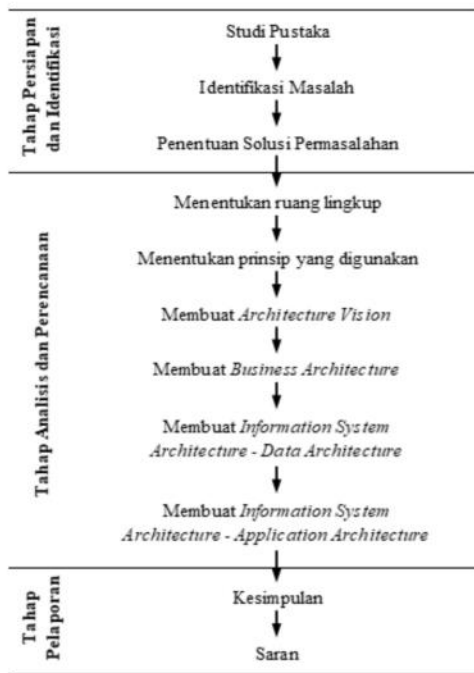 Tahap Persiapan
dan Identifikasi
Studi Pustaka
Identifikasi Masalah
Penentuan Solusi Permasalahan
Tahap Analisis dan Perencanaan
Menentukan ruang lingkup
Menentukan prinsip yang digunakan
Membuat Architecture Vision
Membuat Business Architecture
Membuat Information System
Architecture - Data Architecture
Membuat Information System
Architecture - Application Architecture
Tahap
Pelaporan
Kesimpulan
Saran